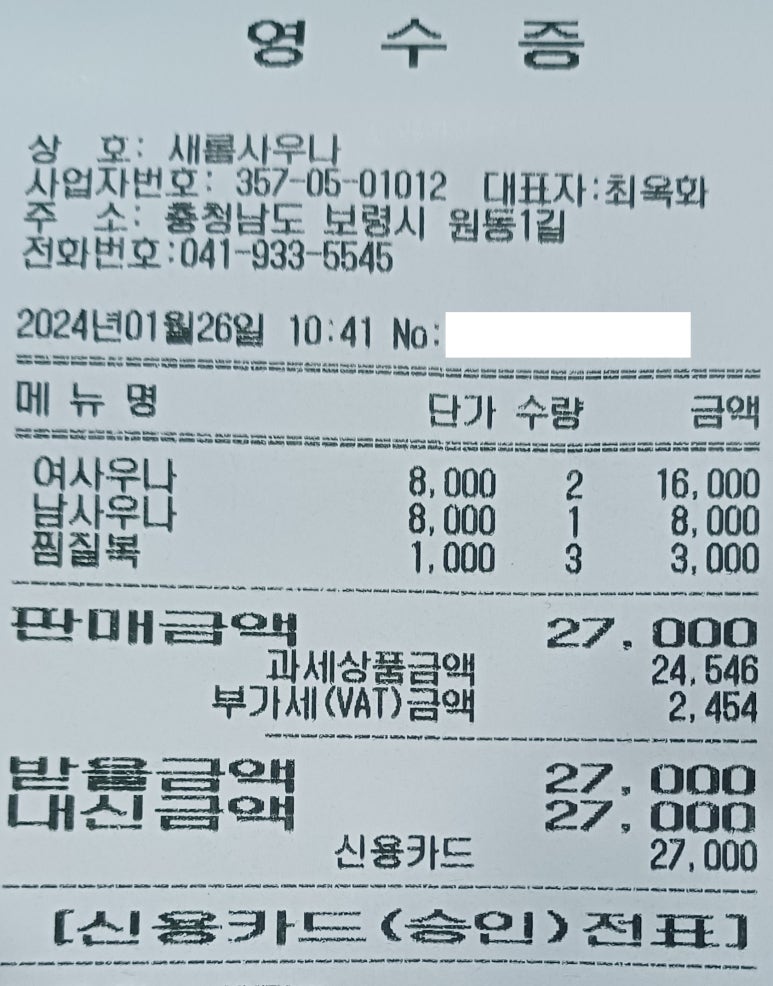 영 수 증
상 호: 새롬사우나
사업자번호: 357-05-01012 대표자:최옥화
주 소: 충청남도 보령시 원동1길
전화번호:041-933-5545
2024년01월26일 10:41 No:
메 뉴 명 단가 수량 금액
여사우나 8,000 2 16,000
남사우나 8,000 1 8,000
찜질복 1,000 3 3,000
판매금액 27,000
과세상품금액 24,546
부가세(VAT)금액 2,454
받을금액 27,000
내신금액 27,000
신용카드 27,000
[신용카드(승인)전표]